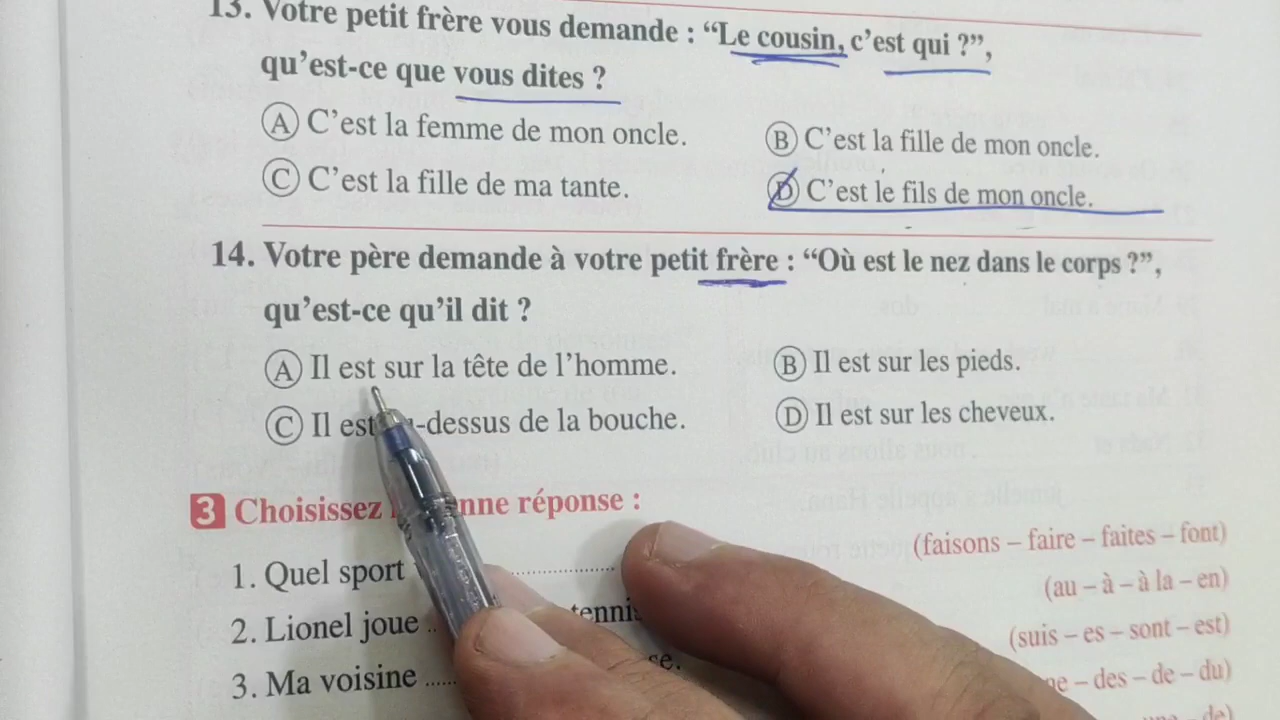 13. Votre petit frère vous demande : “Le cousin, c’est qui ?”,
qu’est-ce que vous dites ?
A C’est la femme de mon oncle.
B C’est la fille de mon oncle.
C C’est la fille de ma tante.
D C’est le fils de mon oncle.
14. Votre père demande à votre petit frère : “Où est le nez dans le corps ?”,
qu’est-ce qu’il dit ?
A Il est sur la tête de l’homme.
B Il est sur les pieds.
C Il est -dessus de la bouche.
D Il est sur les cheveux.
3 Choisissez réponse :
1. Quel sport .................... (faisons – faire – faites – font)
2. Lionel joue .. tennis (au – à – à la – en)
3. Ma voisine ...... (suis – es – sont – est)
– des – de – du)